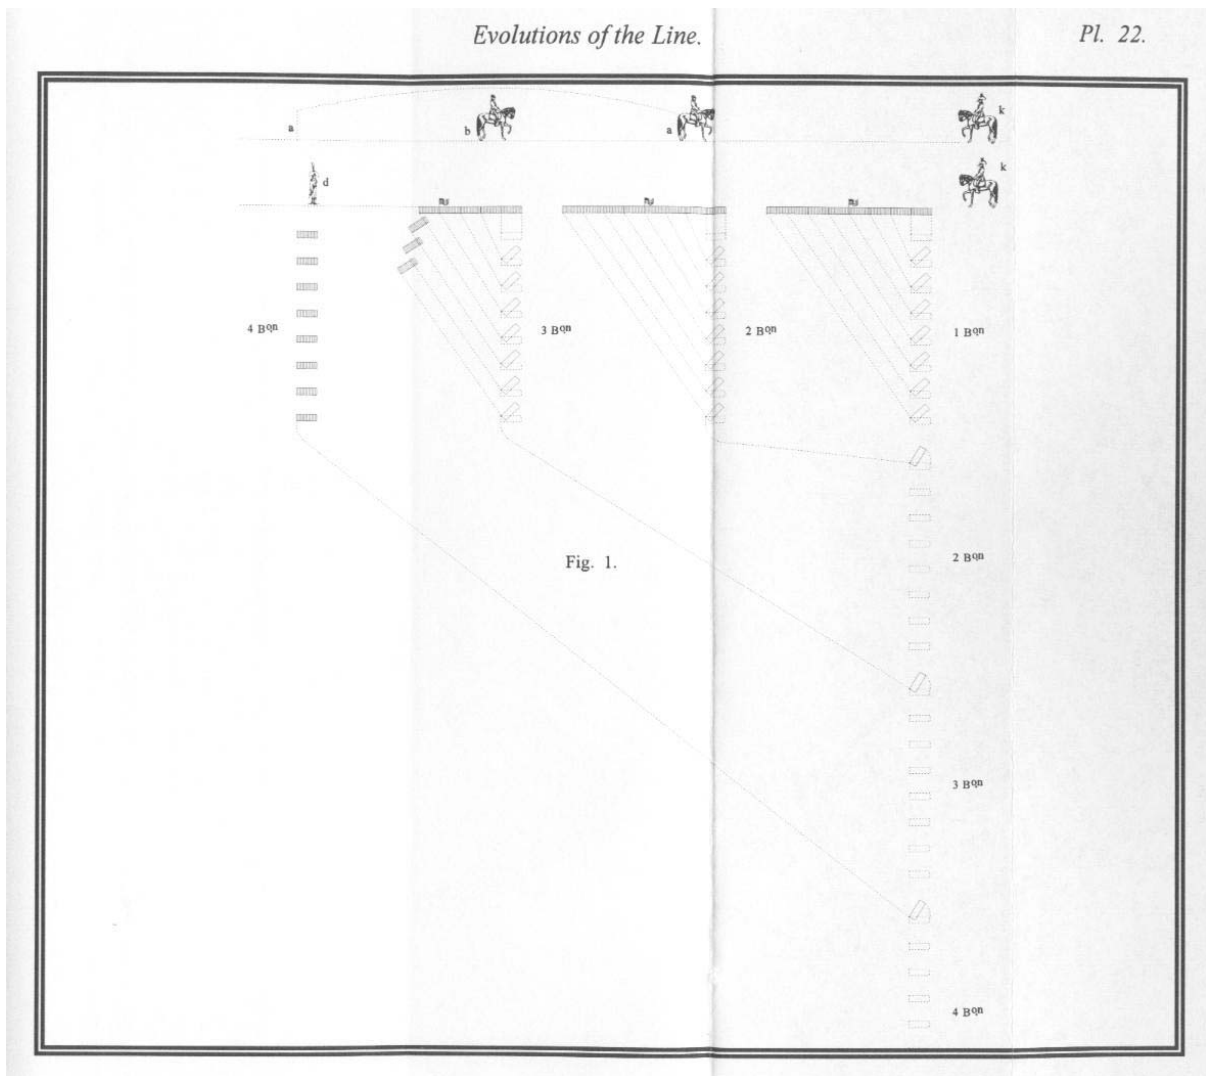 Evolutions of the Line.
Pl. 22.
a
b
a
k
d
k
4 Bqn
3 Bqn
2 Bqn
1 Bqn
Fig. 1.
2 Bqn
3 Bqn
4 Bqn